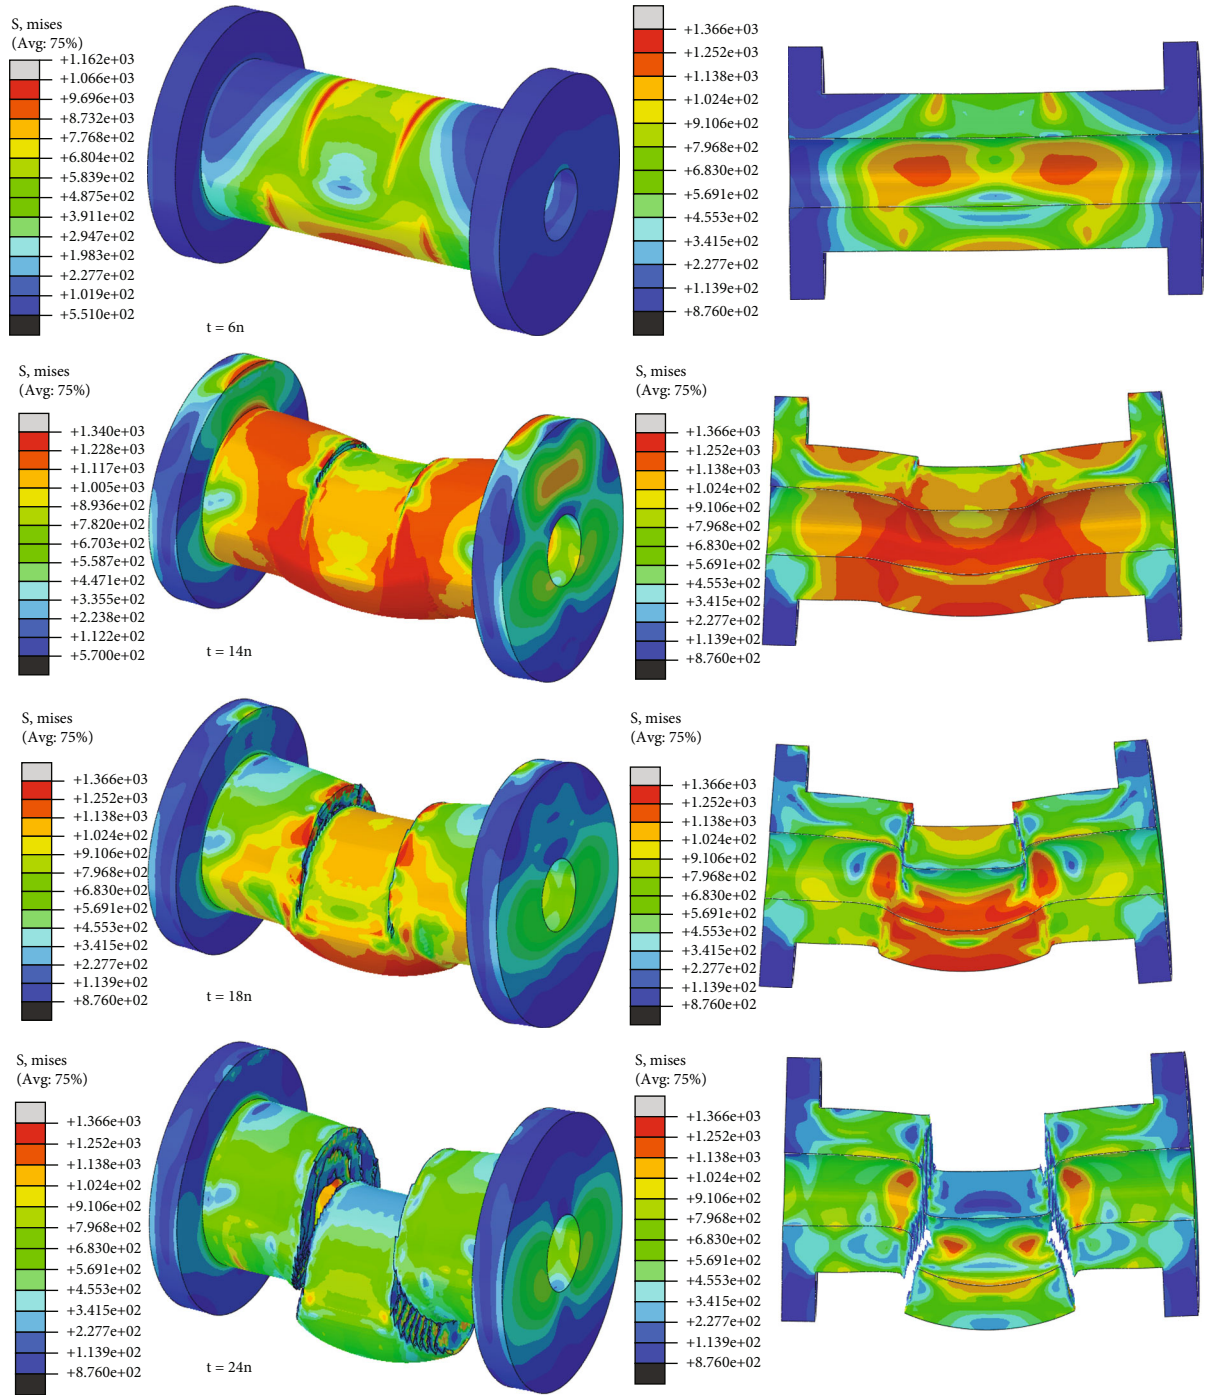 S, mises
(Avg: 75%)
+1.162e+03
+1.066e+03
+9.696e+03
+8.732e+03
+7.768e+02
+6.804e+02
+5.839e+02
+4.875e+02
+3.911e+02
+2.947e+02
+1.983e+02
+2.277e+02
+1.019e+02
+5.510e+02
t = 6n
+1.366e+03
+1.252e+03
+1.138e+03
+1.024e+02
+9.106e+02
+7.968e+02
+6.830e+02
+5.691e+02
+4.553e+02
+3.415e+02
+2.277e+02
+1.139e+02
+8.760e+02
S, mises
(Avg: 75%)
+1.340e+03
+1.228e+03
+1.117e+03
+1.005e+03
+8.936e+02
+7.820e+02
+6.703e+02
+5.587e+02
+4.471e+02
+3.355e+02
+2.238e+02
+1.122e+02
+5.700e+02
t = 14n
S, mises
(Avg: 75%)
+1.366e+03
+1.252e+03
+1.138e+03
+1.024e+02
+9.106e+02
+7.968e+02
+6.830e+02
+5.691e+02
+4.553e+02
+3.415e+02
+2.277e+02
+1.139e+02
+8.760e+02
S, mises
(Avg: 75%)
+1.366e+03
+1.252e+03
+1.138e+03
+1.024e+02
+9.106e+02
+7.968e+02
+6.830e+02
+5.691e+02
+4.553e+02
+3.415e+02
+2.277e+02
+1.139e+02
+8.760e+02
t = 18n
S, mises
(Avg: 75%)
+1.366e+03
+1.252e+03
+1.138e+03
+1.024e+02
+9.106e+02
+7.968e+02
+6.830e+02
+5.691e+02
+4.553e+02
+3.415e+02
+2.277e+02
+1.139e+02
+8.760e+02
S, mises
(Avg: 75%)
+1.366e+03
+1.252e+03
+1.138e+03
+1.024e+02
+9.106e+02
+7.968e+02
+6.830e+02
+5.691e+02
+4.553e+02
+3.415e+02
+2.277e+02
+1.139e+02
+8.760e+02
t = 24n
S, mises
(Avg: 75%)
+1.366e+03
+1.252e+03
+1.138e+03
+1.024e+02
+9.106e+02
+7.968e+02
+6.830e+02
+5.691e+02
+4.553e+02
+3.415e+02
+2.277e+02
+1.139e+02
+8.760e+02